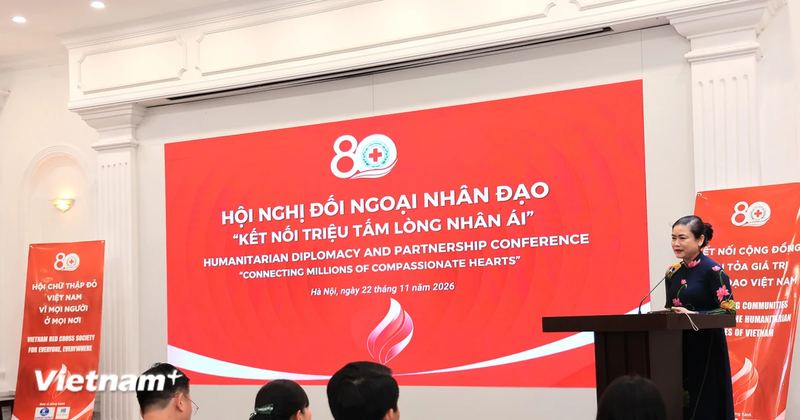 80
HỘI NGHỊ ĐỐI NGOẠI NHÂN ĐẠO
“KẾT NỐI TRIỆU TẤM LÒNG NHÂN ÁI”
HUMANITARIAN DIPLOMACY AND PARTNERSHIP CONFERENCE
“CONNECTING MILLIONS OF COMPASSIONATE HEARTS”
Hà Nội, ngày 22 tháng 11 năm 2026
80
HỘI CHỮ THẬP ĐỎ
VIỆT NAM
VÌ MỌI NGƯỜI
Ở MỌI NƠI
VIETNAM RED CROSS SOCIETY
FOR EVERYONE, EVERYWHERE
80
KẾT NỐI CỘNG ĐỒNG
TỎA GIÁ TRỊ
ĐẠO VIỆT NAM
COMMUNITIES
THE HUMANITARIAN
OF VIETNAM
Vietnam+